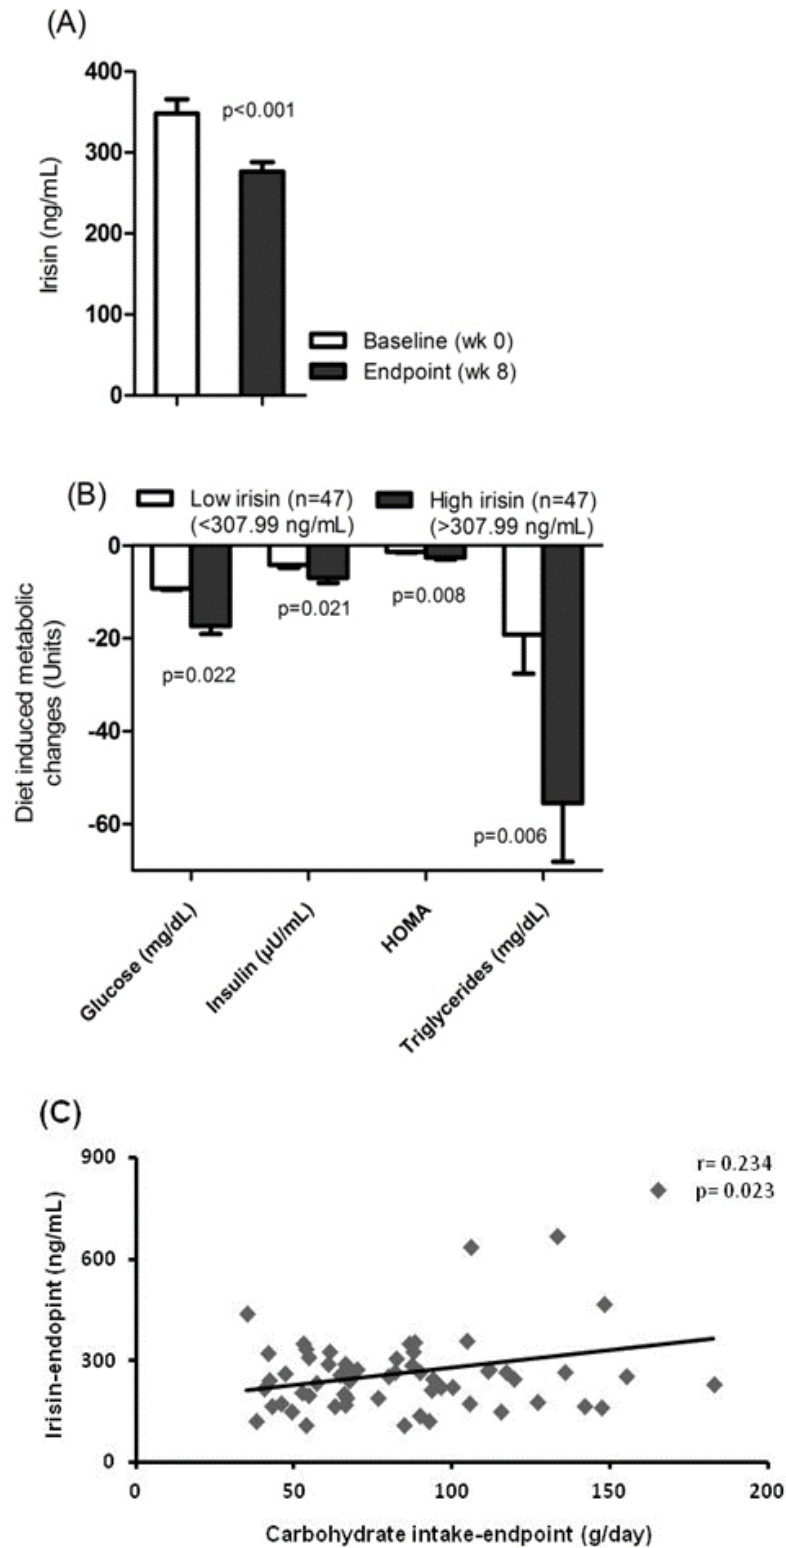 (A)
400
300
200
100
0
Irisin (ng/mL)
p<0.001
Baseline (wk 0)
Endpoint (wk 8)
(B)
Low irisin (n=47)
(<307.99 ng/mL)
High irisin (n=47)
(>307.99 ng/mL)
0
-20
-40
-60
Diet induced metabolic
changes (Units)
p=0.022
p=0.021
p=0.008
p=0.006
Glucose (mg/dL)
Insulin (µU/mL)
HOMA
Triglycerides (mg/dL)
(C)
900
600
300
0
Irisin-endopint (ng/mL)
r= 0.234
p= 0.023
0 50 100 150 200
Carbohydrate intake-endpoint (g/day)